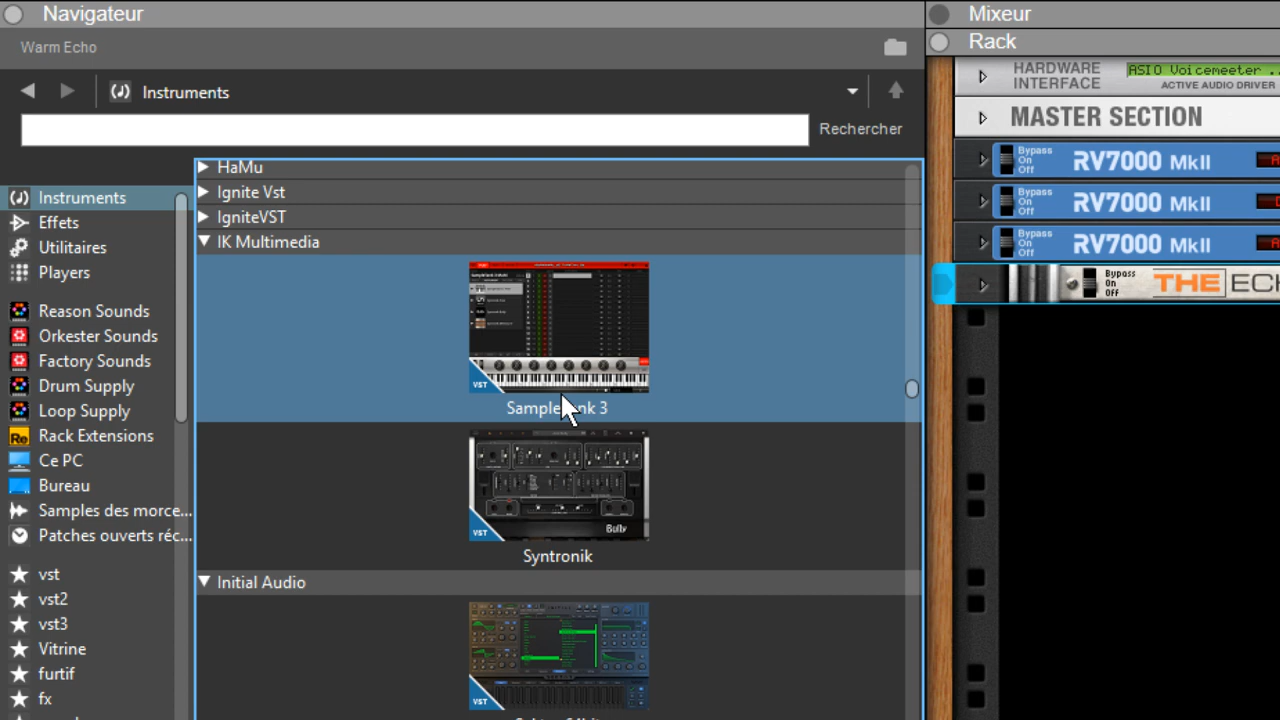 Navigateur
Warm Echo
Instruments
Rechercher
Instruments
Effets
Utilitaires
Players
Reason Sounds
Orkester Sounds
Factory Sounds
Drum Supply
Loop Supply
Rack Extensions
Ce PC
Bureau
Samples des morce...
Patches ouverts réc...
vst
vst2
vst3
Vitrine
furtif
fx
HaMu
Ignite Vst
IgniteVST
IK Multimedia
VST
Bully
VST
Syntronik
Initial Audio
VST
Mixeur
Rack
HARDWARE
INTERFACE
ASIO Voicemeeter ..
ACTIVE AUDIO DRIVER
MASTER SECTION
Bypass
On
Off
RV7000 MkII
Bypass
On
Off
RV7000 MkII
Bypass
On
Off
RV7000 MkII
Bypass
On
Off
THE ECH